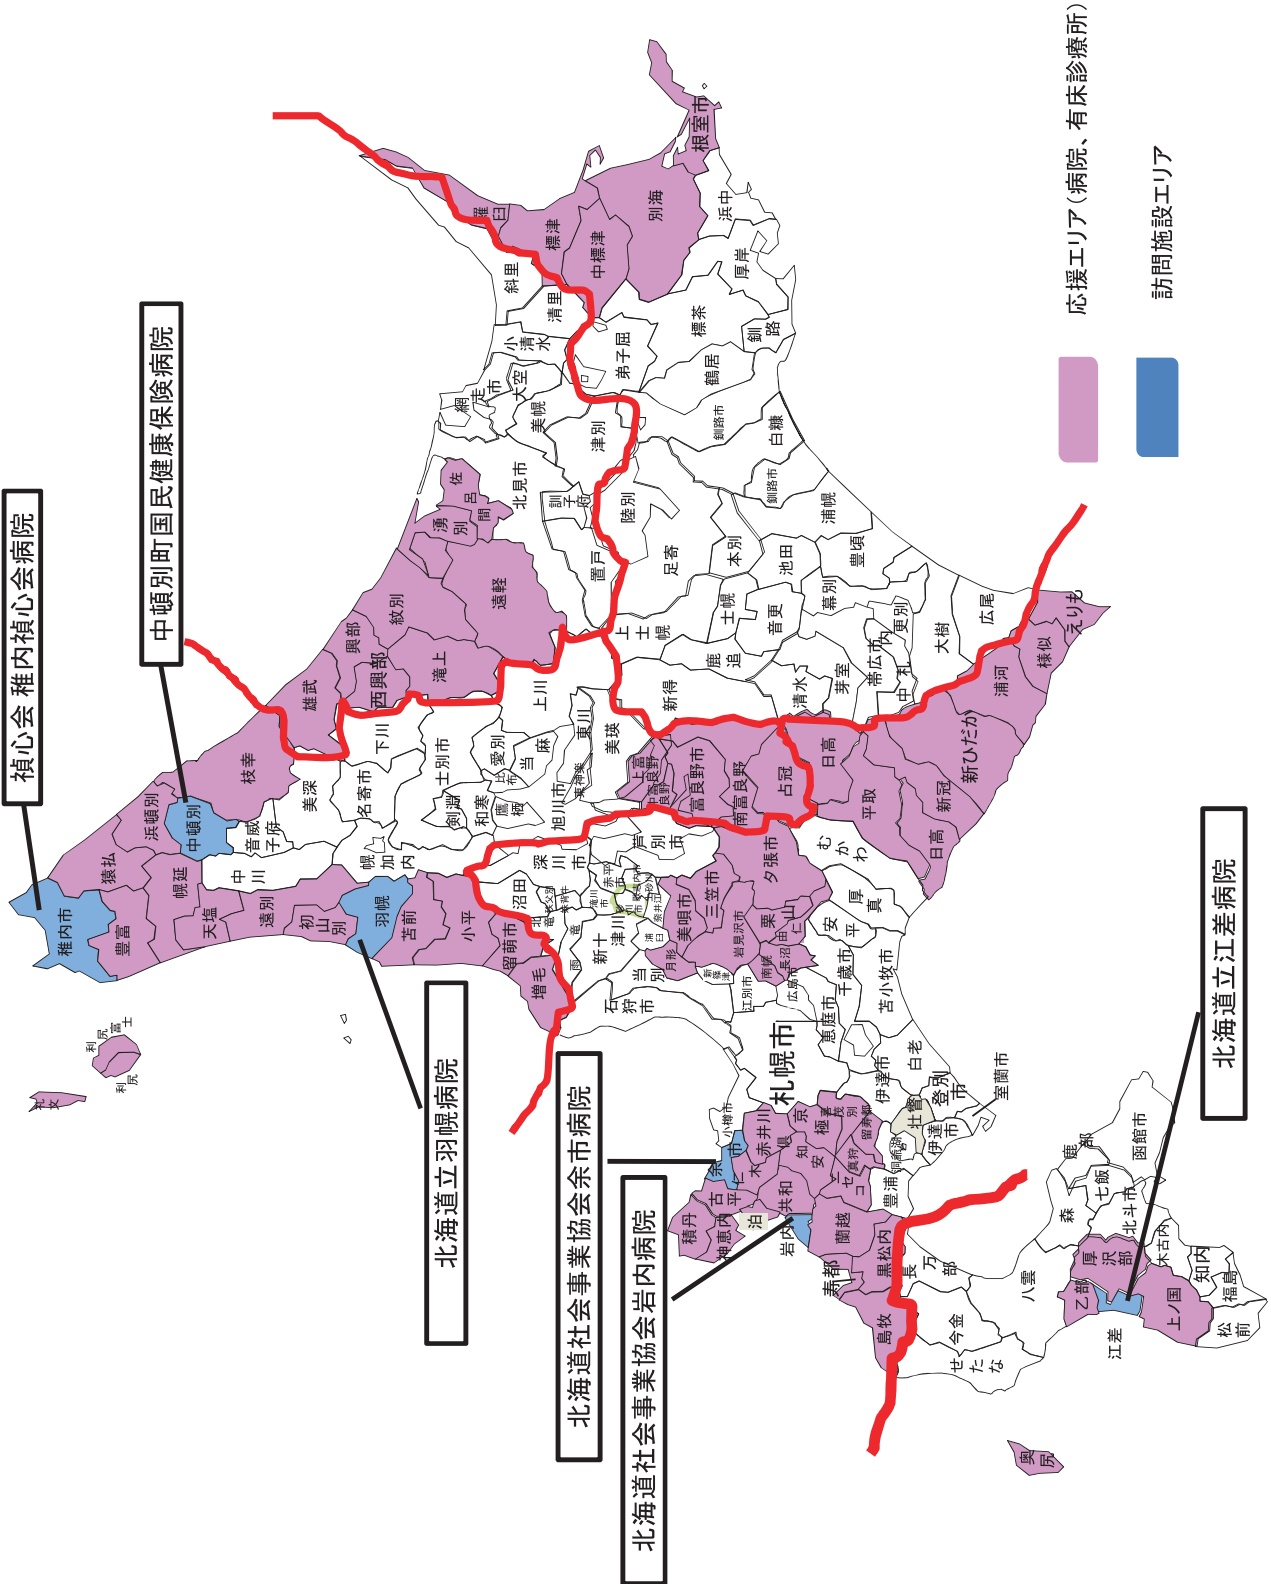 禎心会 稚内禎心会病院
中頓別町国民健康保険病院
北海道立羽幌病院
北海道社会事業協会余市病院
北海道社会事業協会岩内病院
北海道立江差病院
応援エリア（病院、有床診療所）
訪問施設エリア
稚内市
豊富
猿払
浜頓別
中頓別
枝幸
幌延
天塩
遠別
初山別
羽幌
苫前
小平
留萌市
増毛
礼文
利尻富士
利尻
中川
音威子府
美深
名寄市
下川
幌加内
士別市
剣淵
和寒
愛別
比布
当麻
鷹栖
旭川市
東神楽
東川
美瑛
上川
上富良野
中富良野
富良野市
南富良野
占冠
雄武
興部
西興部
紋別
滝上
湧別
佐呂間
遠軽
北見市
訓子府
置戸
網走市
大空
美幌
津別
小清水
清里
斜里
羅臼
標津
中標津
別海
根室市
浜中
厚岸
標茶
弟子屈
鶴居
釧路
釧路市
白糠
釧路市
陸別
足寄
本別
浦幌
池田
豊頃
上士幌
士幌
音更
幕別
鹿追
新得
清水
芽室
帯広市
中札内
更別
大樹
広尾
えりも
様似
浦河
新ひだか
新冠
日高
平取
日高
むかわ
厚真
安平
苫小牧市
千歳市
恵庭市
広島市
札幌市
江別市
新篠津
石狩市
当別
月形
浦臼
新十津川
雨竜
沼田
北竜
秩父別
妹背牛
深川市
滝川市
赤平市
芦別市
歌志内市
砂川市
上砂川
奈井江
美唄市
三笠市
岩見沢市
夕張市
栗山
由仁
長沼
南幌
小樽市
余市
仁木
赤井川
古平
積丹
神恵内
泊
岩内
共和
倶知安
京極
喜茂別
留寿都
真狩
ニセコ
蘭越
黒松内
寿都
島牧
豊浦
洞爺湖
壮瞥
伊達市
伊達市
白老
登別市
室蘭市
長万部
今金
せたな
八雲
森
鹿部
七飯
函館市
北斗市
木古内
知内
福島
松前
上ノ国
江差
厚沢部
乙部
奥尻